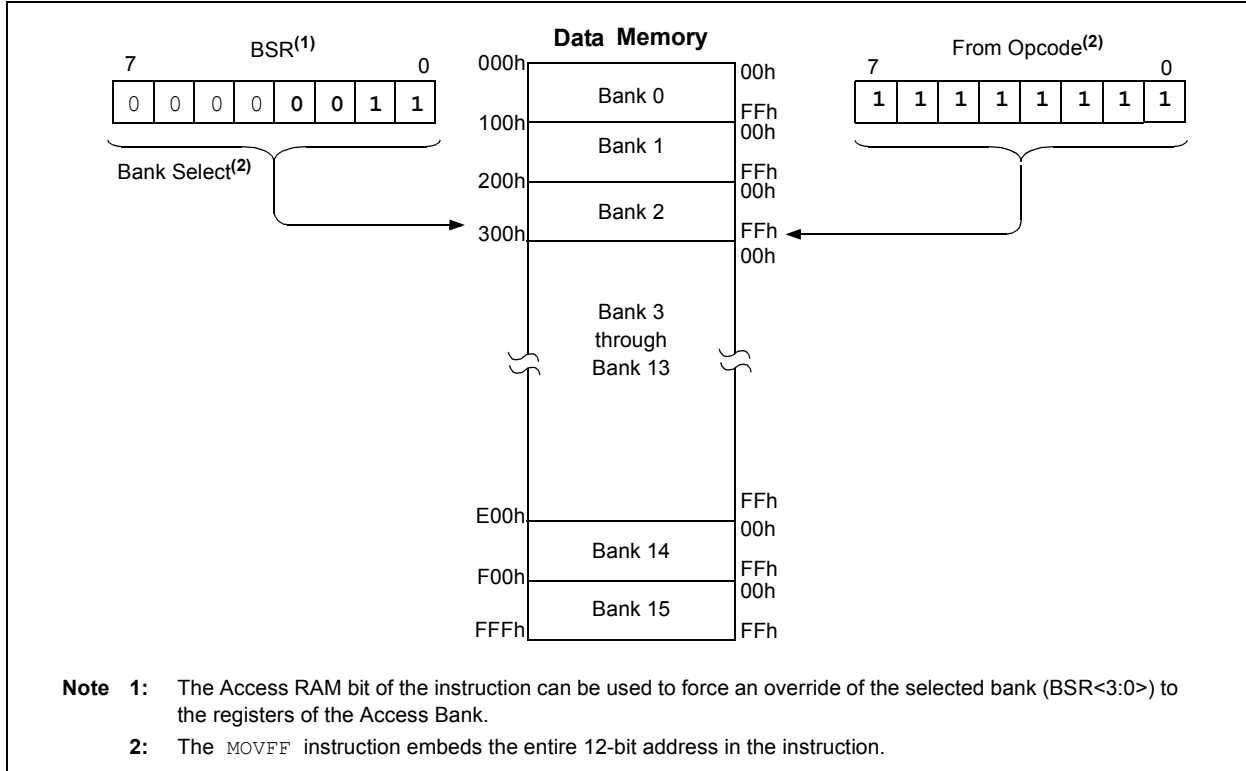 Data Memory
BSR(1)
7 0
0 0 0 0 0 0 1 1
Bank Select(2)
From Opcode(2)
7 0
1 1 1 1 1 1 1 1
000h 00h
Bank 0
FFh
100h 00h
Bank 1
FFh
200h 00h
Bank 2
FFh
300h 00h
Bank 3
through
Bank 13
FFh
E00h 00h
Bank 14
FFh
F00h 00h
Bank 15
FFFh FFh
Note 1: The Access RAM bit of the instruction can be used to force an override of the selected bank (BSR<3:0>) to
the registers of the Access Bank.
2: The MOVFF instruction embeds the entire 12-bit address in the instruction.